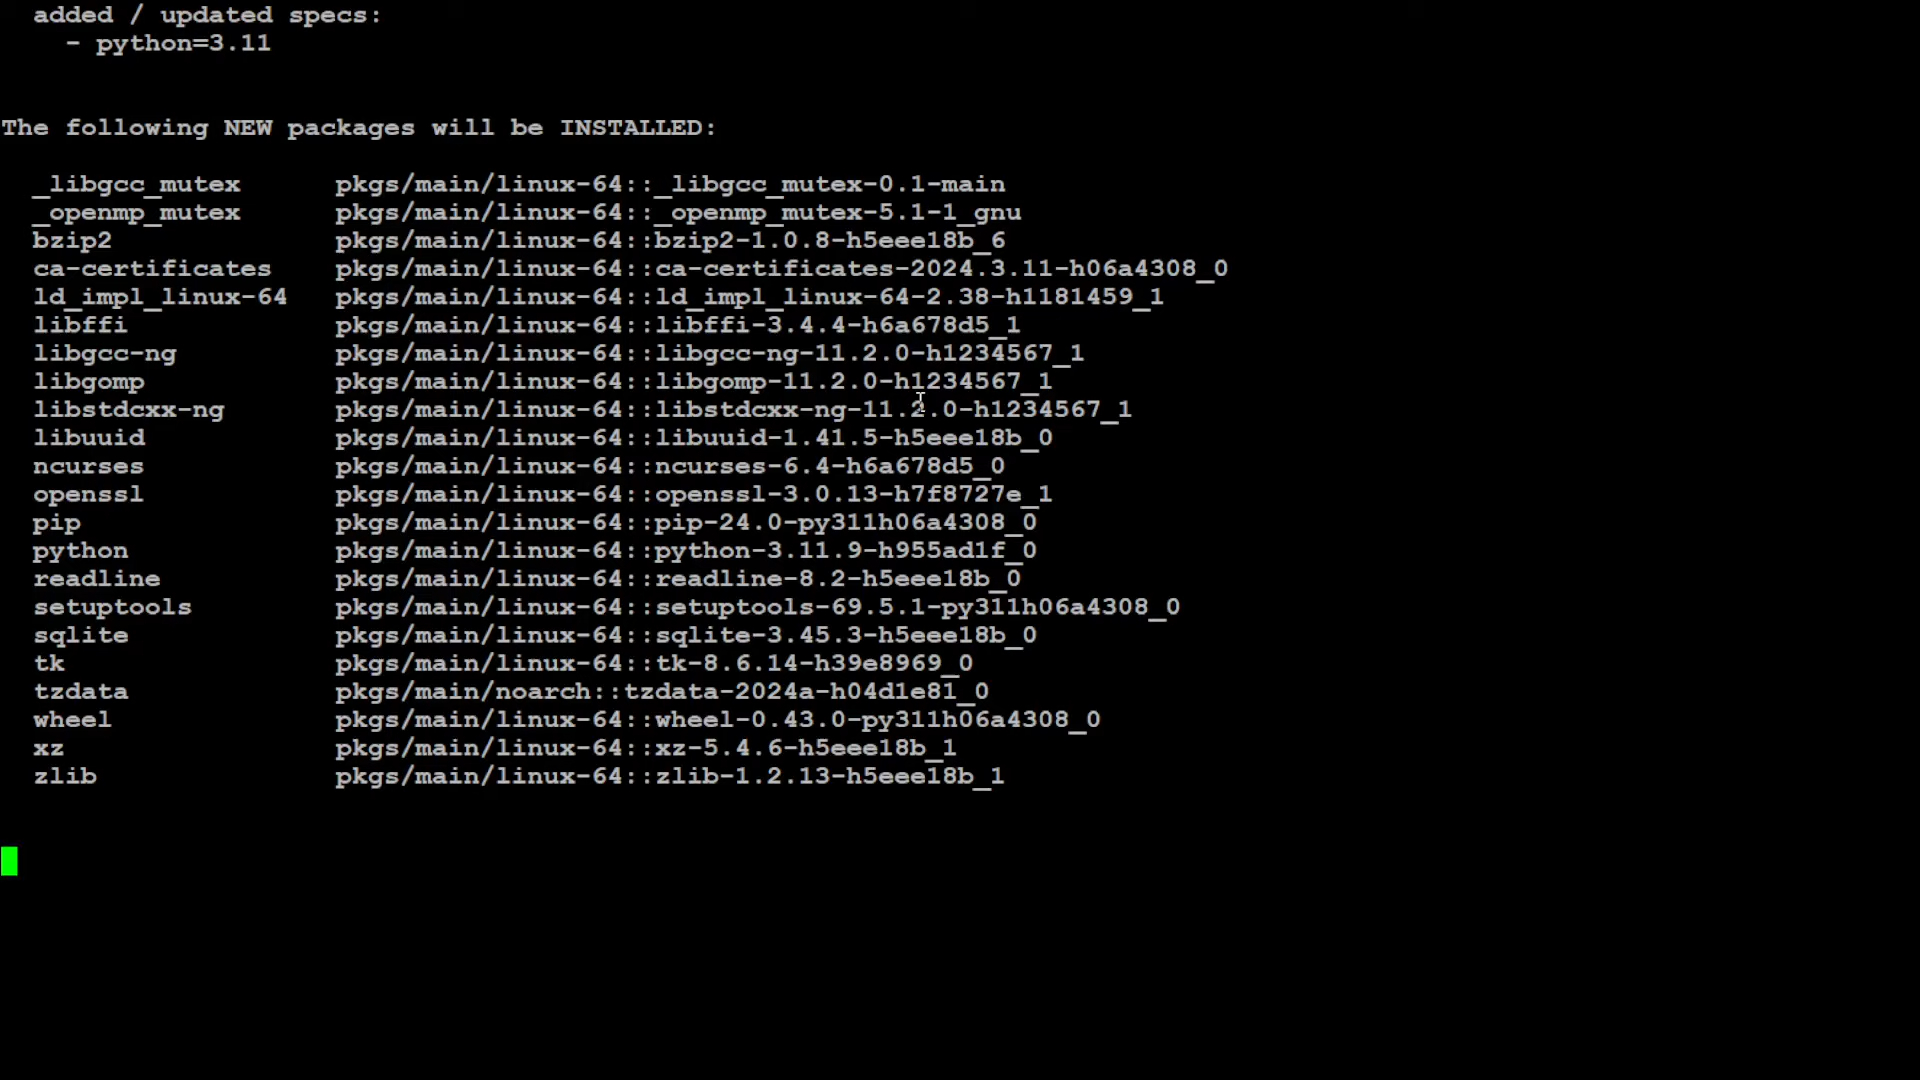 added / updated specs:
- python=3.11
The following NEW packages will be INSTALLED:
_libgcc_mutex pkgs/main/linux-64::_libgcc_mutex-0.1-main
_openmp_mutex pkgs/main/linux-64::_openmp_mutex-5.1-1_gnu
bzip2 pkgs/main/linux-64::bzip2-1.0.8-h5eee18b_6
ca-certificates pkgs/main/linux-64::ca-certificates-2024.3.11-h06a4308_0
ld_impl_linux-64 pkgs/main/linux-64::ld_impl_linux-64-2.38-h1181459_1
libffi pkgs/main/linux-64::libffi-3.4.4-h6a678d5_1
libgcc-ng pkgs/main/linux-64::libgcc-ng-11.2.0-h1234567_1
libgomp pkgs/main/linux-64::libgomp-11.2.0-h1234567_1
libstdcxx-ng pkgs/main/linux-64::libstdcxx-ng-11.2.0-h1234567_1
libuuid pkgs/main/linux-64::libuuid-1.41.5-h5eee18b_0
ncurses pkgs/main/linux-64::ncurses-6.4-h6a678d5_0
openssl pkgs/main/linux-64::openssl-3.0.13-h7f8727e_1
pip pkgs/main/linux-64::pip-24.0-py311h06a4308_0
python pkgs/main/linux-64::python-3.11.9-h955ad1f_0
readline pkgs/main/linux-64::readline-8.2-h5eee18b_0
setuptools pkgs/main/linux-64::setuptools-69.5.1-py311h06a4308_0
sqlite pkgs/main/linux-64::sqlite-3.45.3-h5eee18b_0
tk pkgs/main/linux-64::tk-8.6.14-h39e8969_0
tzdata pkgs/main/noarch::tzdata-2024a-h04d1e81_0
wheel pkgs/main/linux-64::wheel-0.43.0-py311h06a4308_0
xz pkgs/main/linux-64::xz-5.4.6-h5eee18b_1
zlib pkgs/main/linux-64::zlib-1.2.13-h5eee18b_1